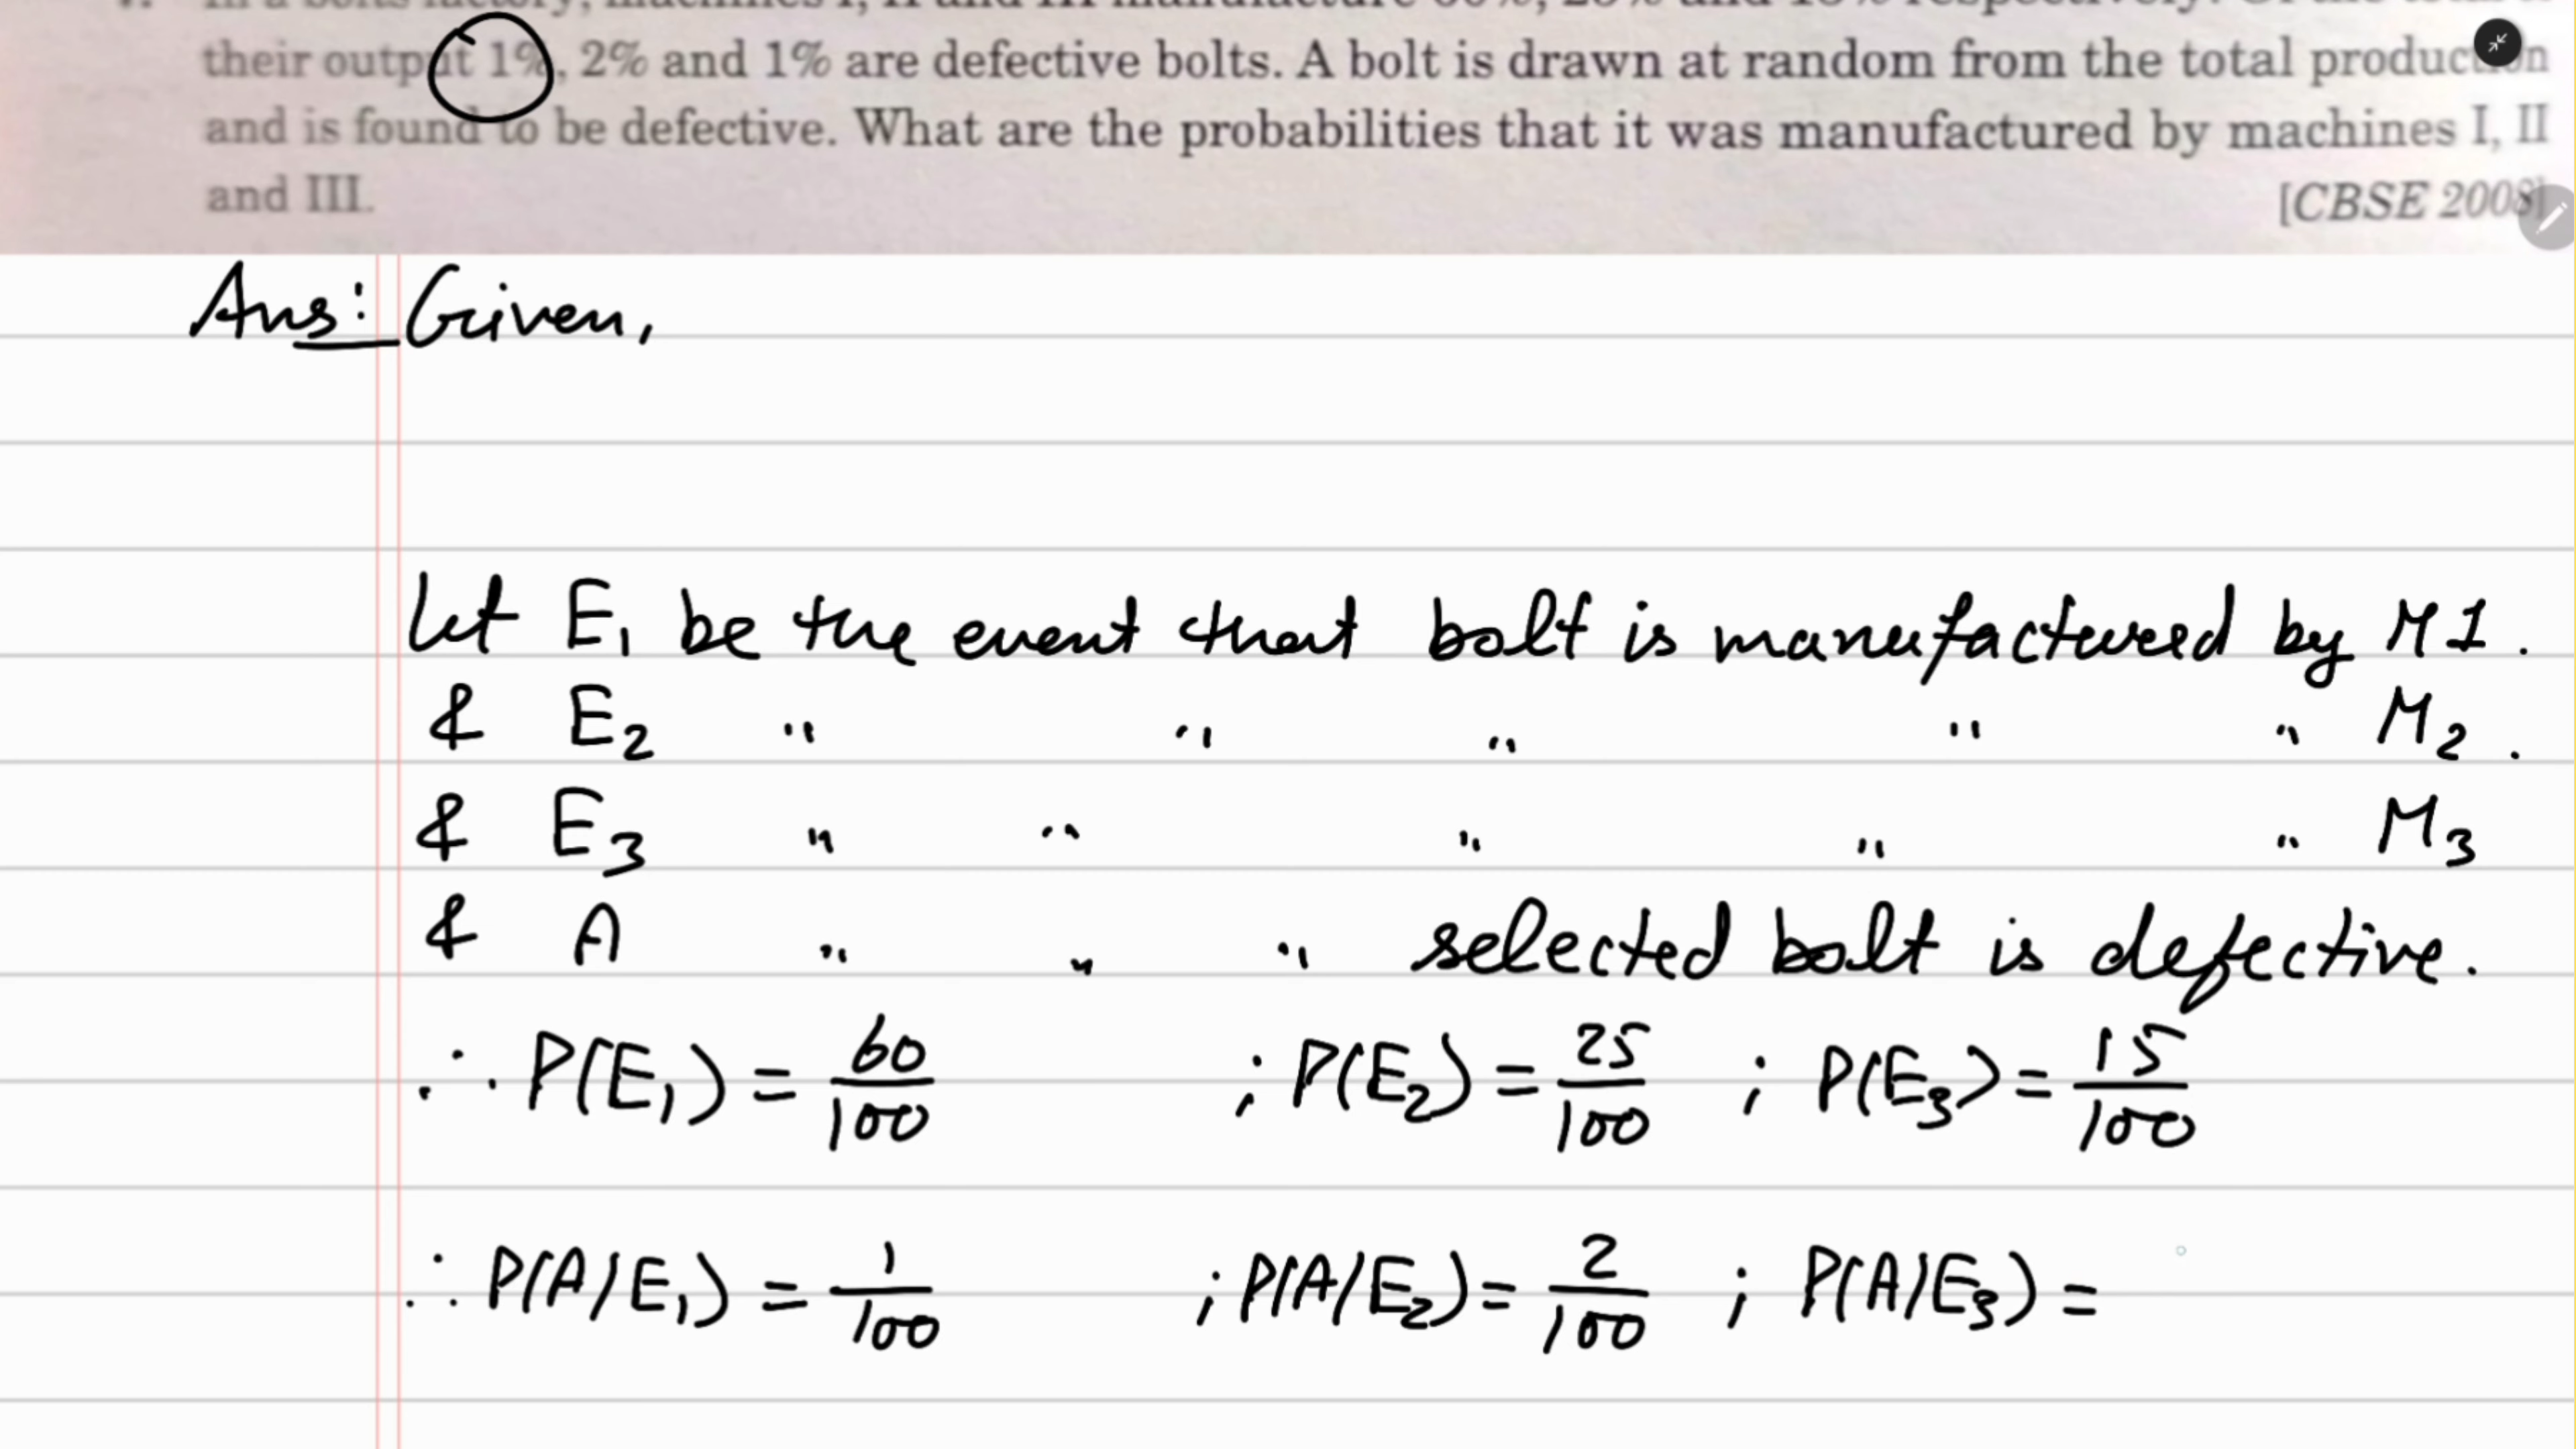 their output 1%, 2% and 1% are defective bolts. A bolt is drawn at random from the total production
and is found to be defective. What are the probabilities that it was manufactured by machines I, II
and III. [CBSE 2008]
Ans: Given,
Let E₁ be the event that bolt is manufactured by M1.
& E₂ " " " " " M₂.
& E₃ " " " " " M₃
& A " " " selected bolt is defective.
∴ P(E₁) = 60/100 ; P(E₂) = 25/100 ; P(E₃) = 15/100
∴ P(A/E₁) = 1/100 ; P(A/E₂) = 2/100 ; P(A/E₃) =